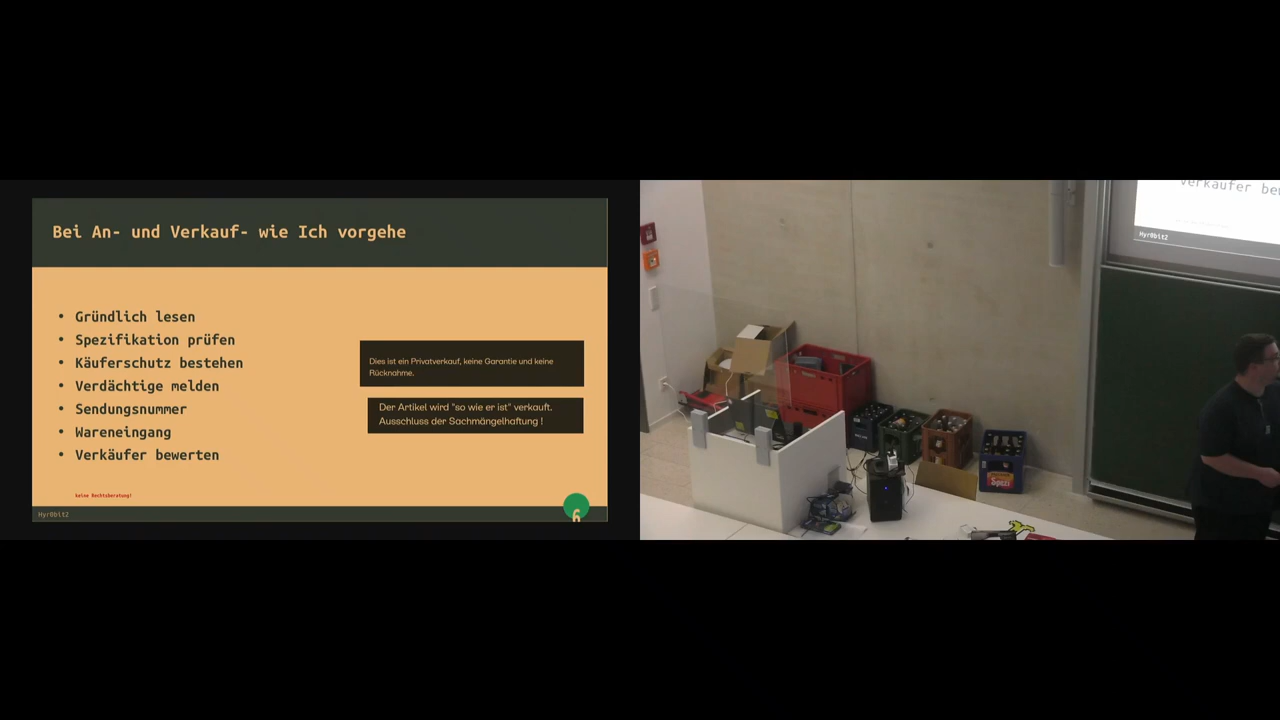 Bei An- und Verkauf- wie Ich vorgehe
• Gründlich lesen
• Spezifikation prüfen
• Käuferschutz bestehen
• Verdächtige melden
• Sendungsnummer
• Wareneingang
• Verkäufer bewerten
Dies ist ein Privatverkauf, keine Garantie und keine
Rücknahme.
Der Artikel wird "so wie er ist" verkauft.
Ausschluss der Sachmängelhaftung !
keine Rechtsberatung!
Hyr0bit2
6
Verkäufer be
Hyr0bit2
Spezi